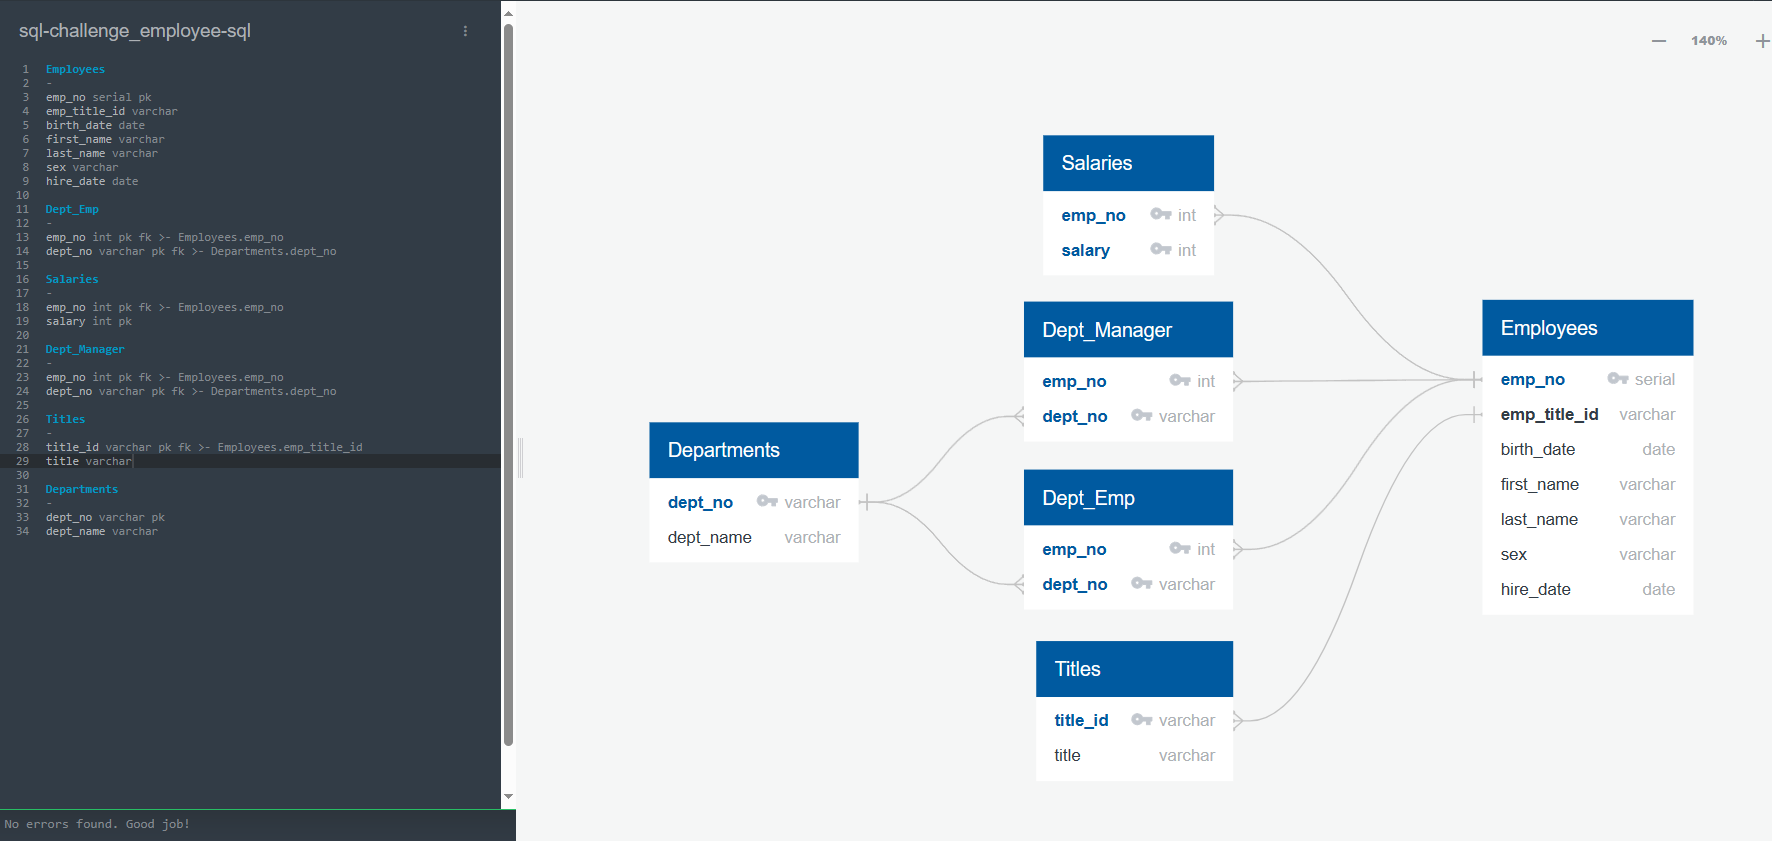 sql-challenge_employee-sql
1 Employees
2 -
3 emp_no serial pk
4 emp_title_id varchar
5 birth_date date
6 first_name varchar
7 last_name varchar
8 sex varchar
9 hire_date date
10
11 Dept_Emp
12 -
13 emp_no int pk fk >- Employees.emp_no
14 dept_no varchar pk fk >- Departments.dept_no
15
16 Salaries
17 -
18 emp_no int pk fk >- Employees.emp_no
19 salary int pk
20
21 Dept_Manager
22 -
23 emp_no int pk fk >- Employees.emp_no
24 dept_no varchar pk fk >- Departments.dept_no
25
26 Titles
27 -
28 title_id varchar pk fk >- Employees.emp_title_id
29 title varchar
30
31 Departments
32 -
33 dept_no varchar pk
34 dept_name varchar
No errors found. Good job!
140%
Salaries
emp_no int
salary int
Dept_Manager
emp_no int
dept_no varchar
Departments
dept_no varchar
dept_name varchar
Dept_Emp
emp_no int
dept_no varchar
Titles
title_id varchar
title varchar
Employees
emp_no serial
emp_title_id varchar
birth_date date
first_name varchar
last_name varchar
sex varchar
hire_date date